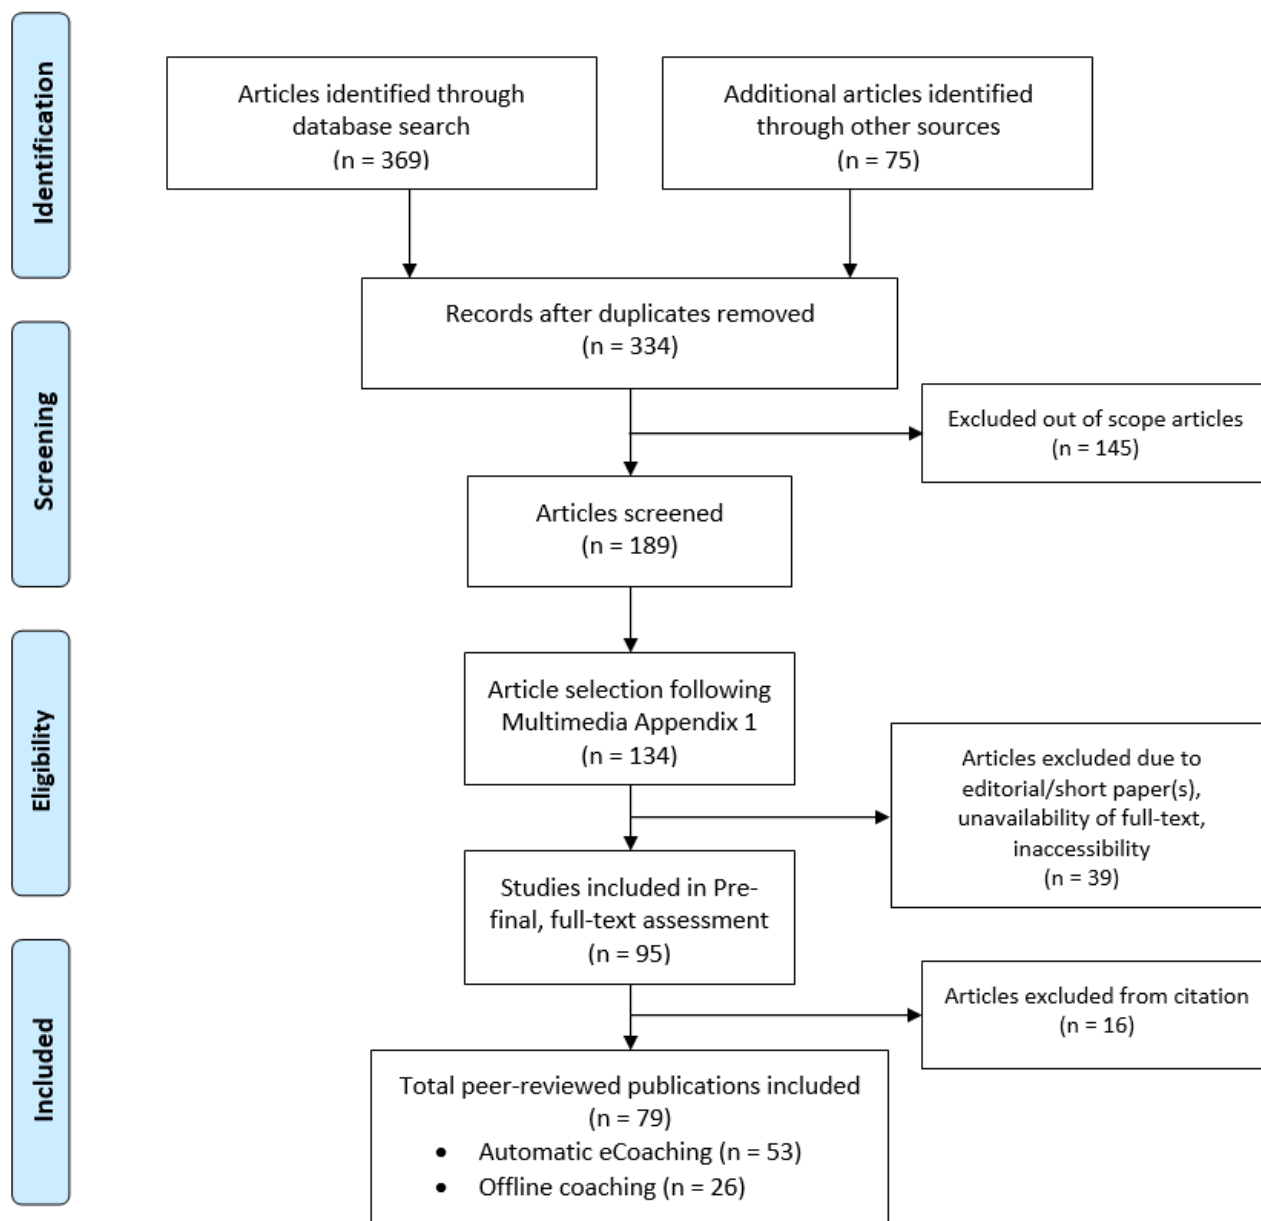 Identification
Articles identified through
database search
(n = 369)
Additional articles identified
through other sources
(n = 75)
Records after duplicates removed
(n = 334)
Screening
Excluded out of scope articles
(n = 145)
Articles screened
(n = 189)
Eligibility
Article selection following
Multimedia Appendix 1
(n = 134)
Articles excluded due to
editorial/short paper(s),
unavailability of full-text,
inaccessibility
(n = 39)
Studies included in Pre-
final, full-text assessment
(n = 95)
Included
Articles excluded from citation
(n = 16)
Total peer-reviewed publications included
(n = 79)
• Automatic eCoaching (n = 53)
• Offline coaching (n = 26)